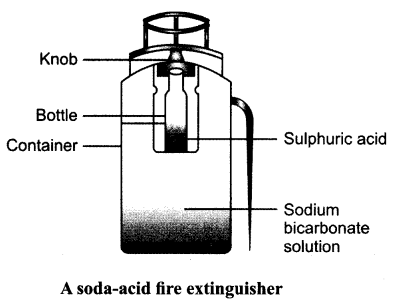 Knob
Bottle
Container
Sulphuric acid
Sodium
bicarbonate
solution
A soda-acid fire extinguisher